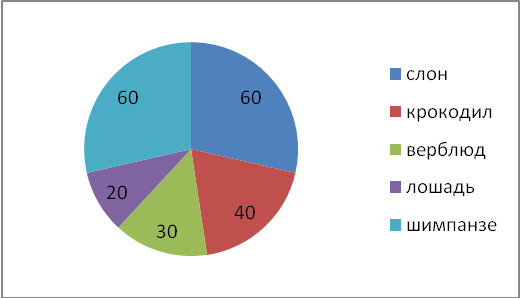 60
60
40
30
20
слон
крокодил
верблюд
лошадь
шимпанзе